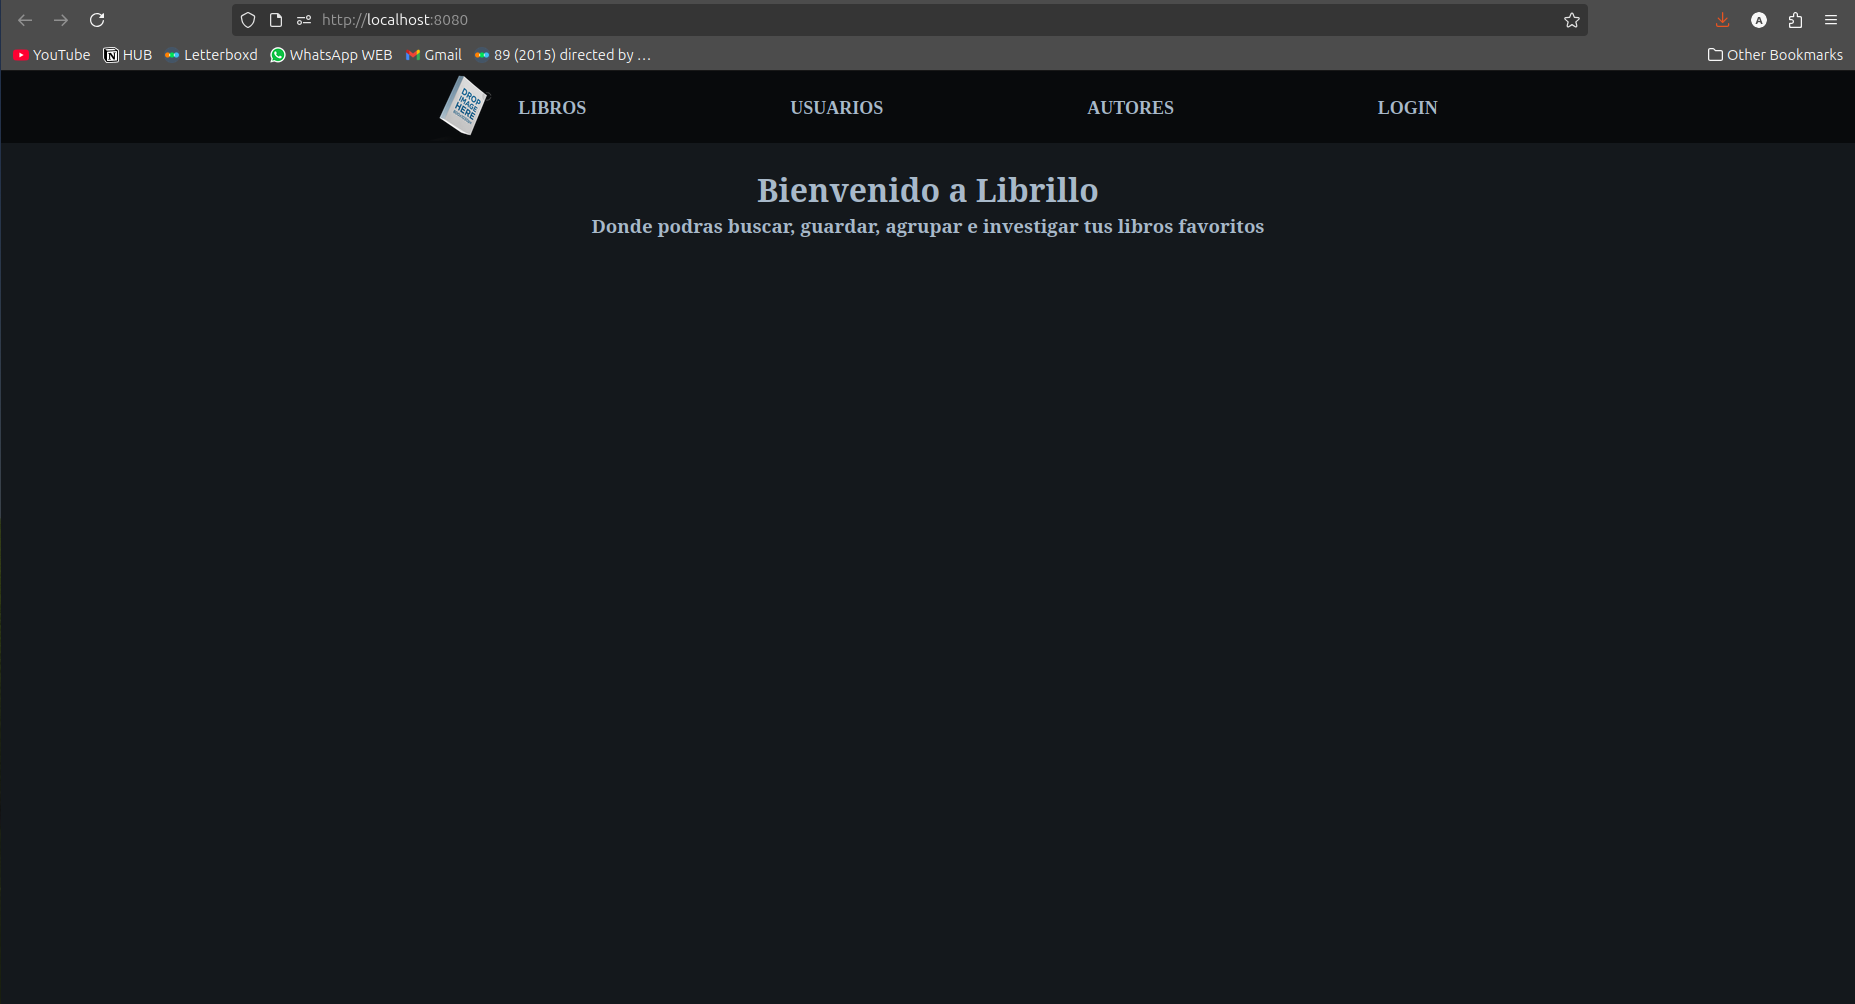 http://localhost:8080
YouTube HUB Letterboxd WhatsApp WEB Gmail 89 (2015) directed by ... Other Bookmarks
DROP
IMAGE
HERE
LIBROS USUARIOS AUTORES LOGIN
Bienvenido a Librillo
Donde podras buscar, guardar, agrupar e investigar tus libros favoritos